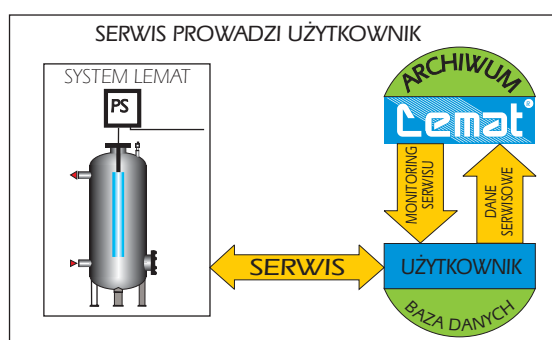 SERWIS PROWADZI UŻYTKOWNIK
SYSTEM LEMAT
PS
ARCHIWUM
Lemat®
MONITORING
SERWISU
DANE
SERWISOWE
SERWIS
UŻYTKOWNIK
BAZA DANYCH